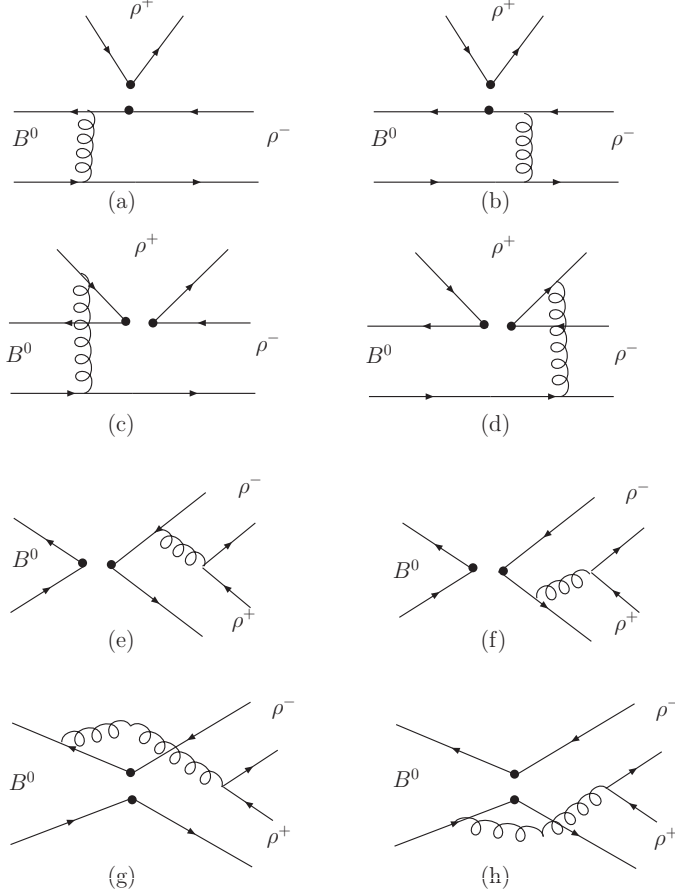 ρ⁺ ρ⁺
B⁰ ρ⁻ B⁰ ρ⁻
(a) (b)
ρ⁺ ρ⁺
B⁰ ρ⁻ B⁰ ρ⁻
(c) (d)
ρ⁻ ρ⁻
B⁰ B⁰
ρ⁺ ρ⁺
(e) (f)
ρ⁻ ρ⁻
B⁰ B⁰
ρ⁺ ρ⁺
(g) (h)